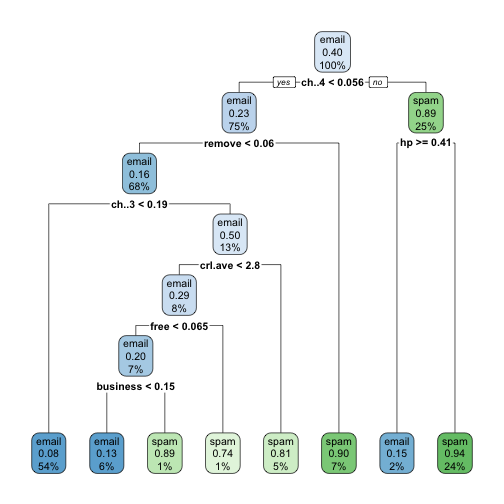 email
0.40
100%
yes ch..4 < 0.056 no
email
0.23
75%
spam
0.89
25%
remove < 0.06
hp >= 0.41
email
0.16
68%
ch..3 < 0.19
email
0.50
13%
crl.ave < 2.8
email
0.29
8%
free < 0.065
email
0.20
7%
business < 0.15
email
0.08
54%
email
0.13
6%
spam
0.89
1%
spam
0.74
1%
spam
0.81
5%
spam
0.90
7%
email
0.15
2%
spam
0.94
24%